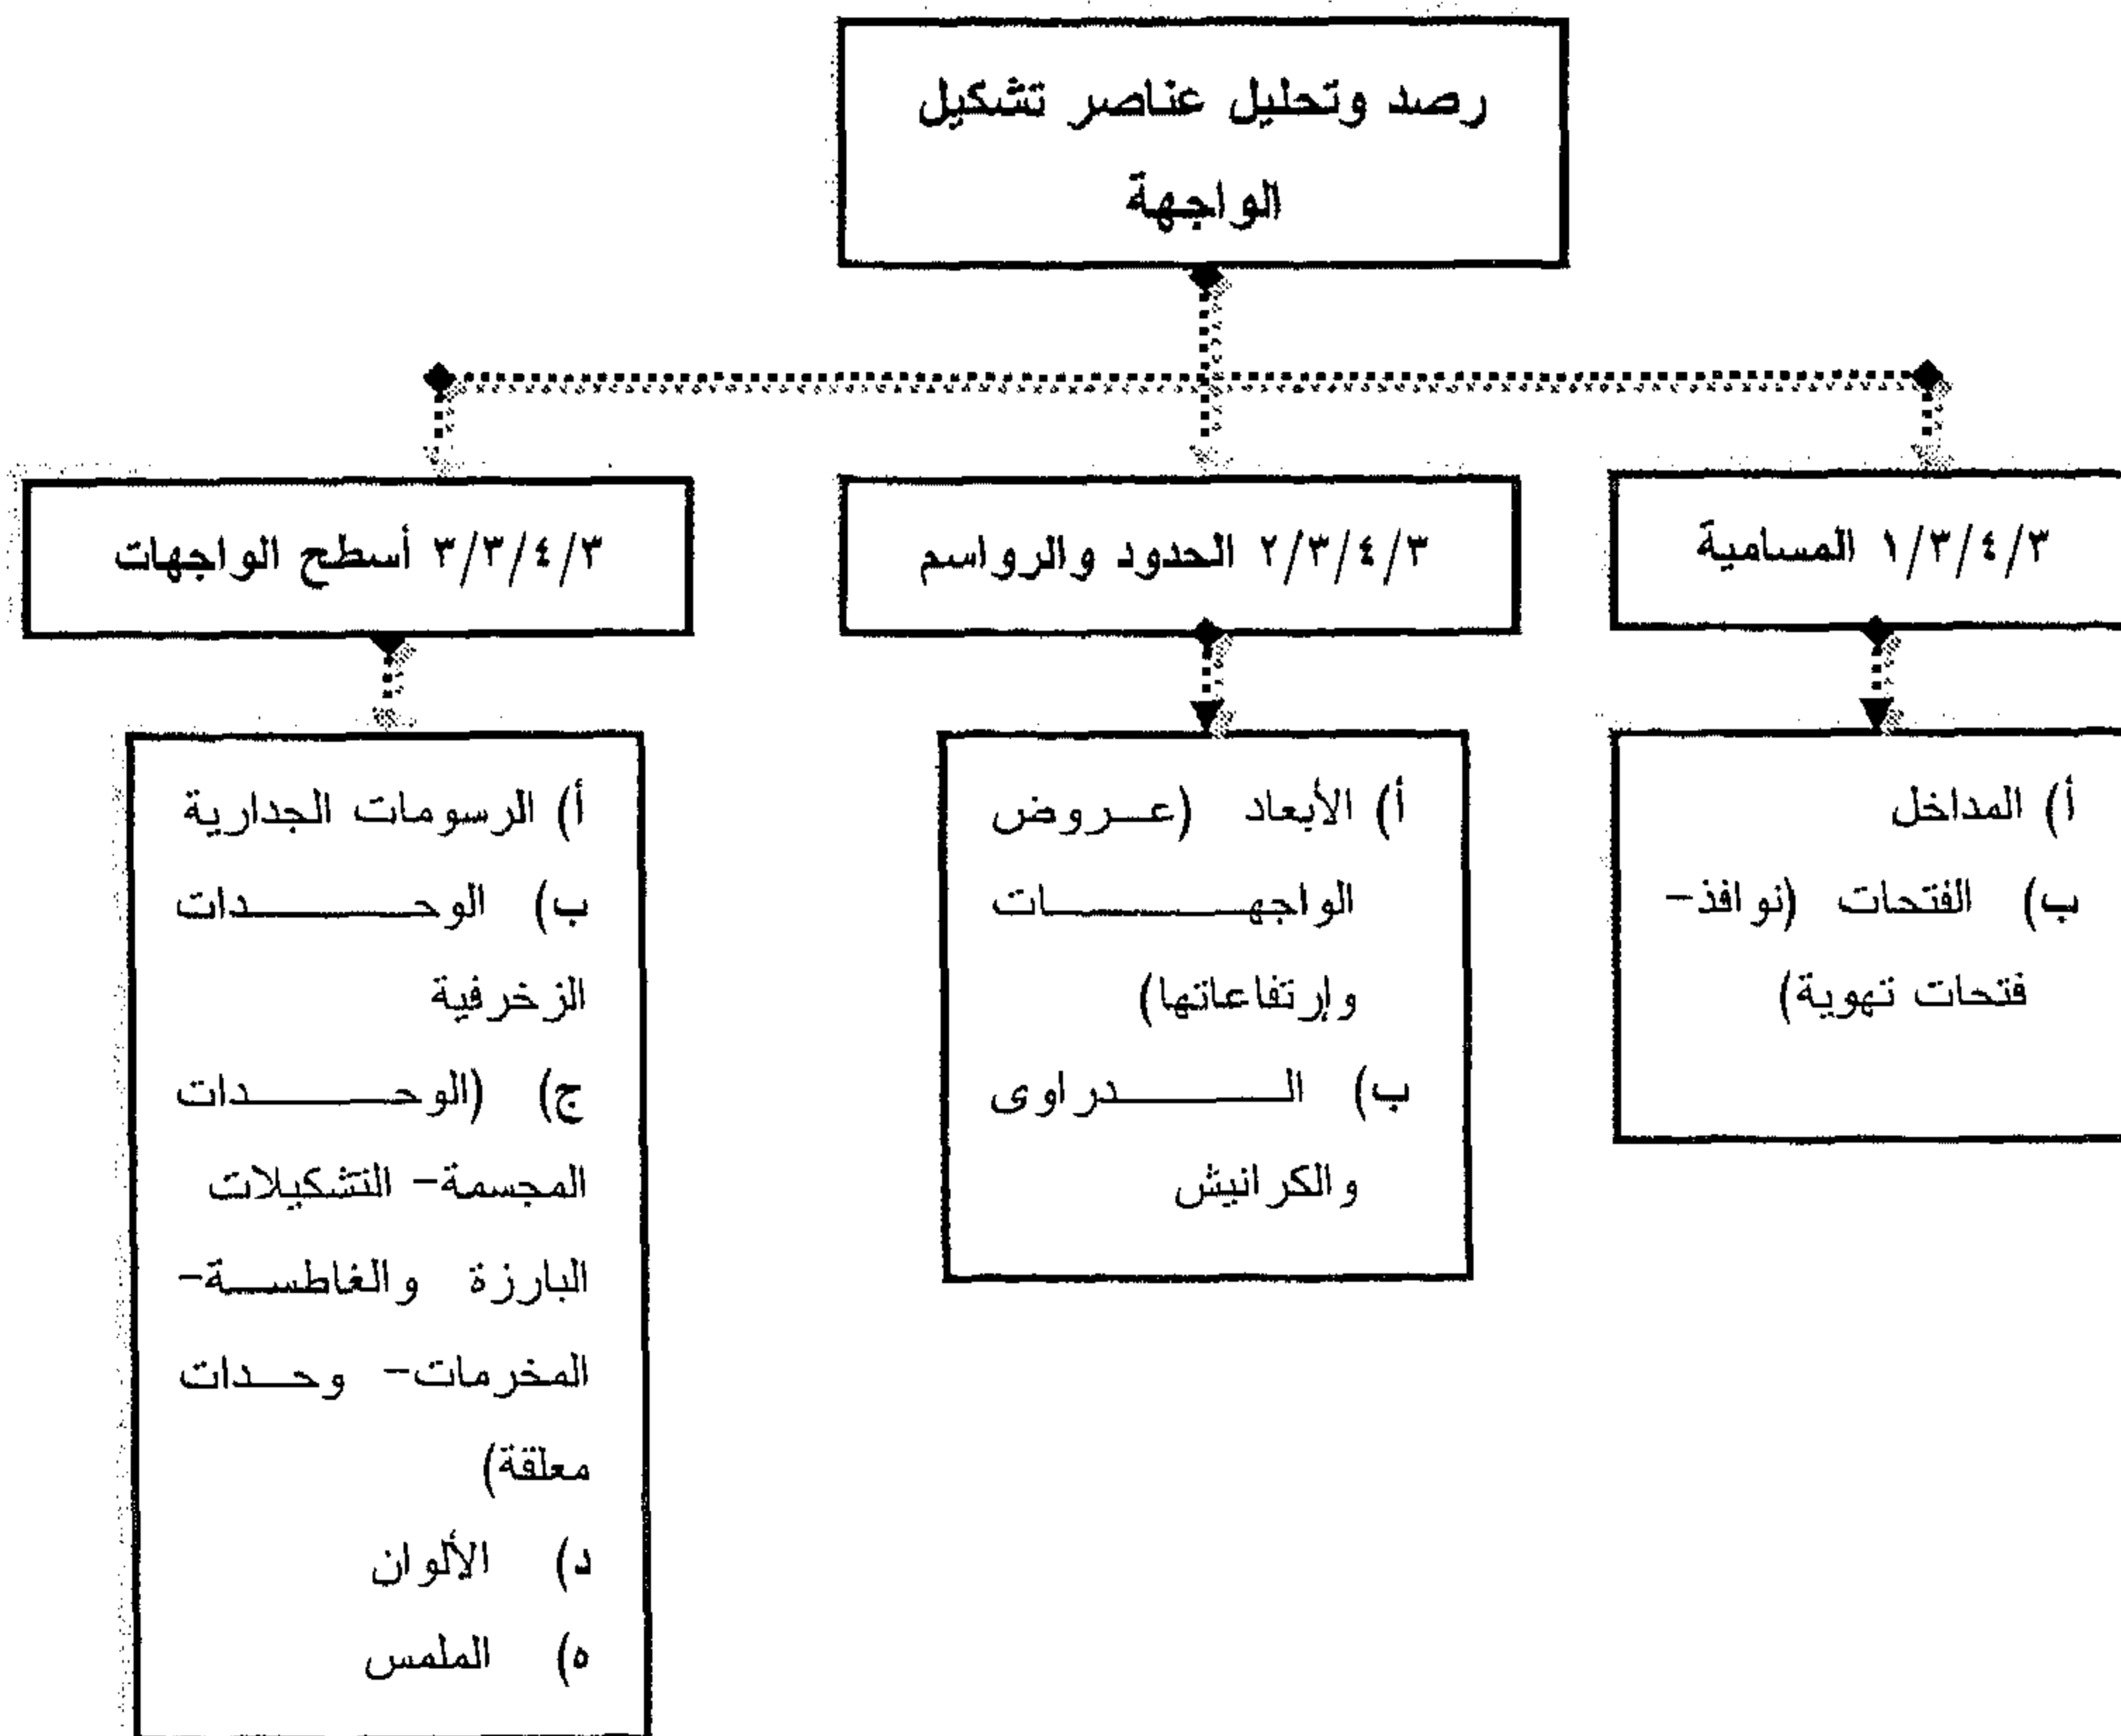 رصد وتحليل عناصر تشكيل
الواجهة
١/٣/٤/٣ المسامية
٢/٣/٤/٣ الحدود والرواسم
٣/٣/٤/٣ أسطح الواجهات
أ) المداخل
ب) الفتحات (نوافذ-
فتحات تهوية)
أ) الأبعاد (عروض
الواجهات
وإرتفاعاتها)
ب) الدراوى
والكرانيش
أ) الرسومات الجدارية
ب) الوحدات
الزخرفية
ج) (الوحدات
المجسمة- التشكيلات
البارزة والغاطسة-
المخرمات- وحدات
معلقة)
د) الألوان
ه) الملمس